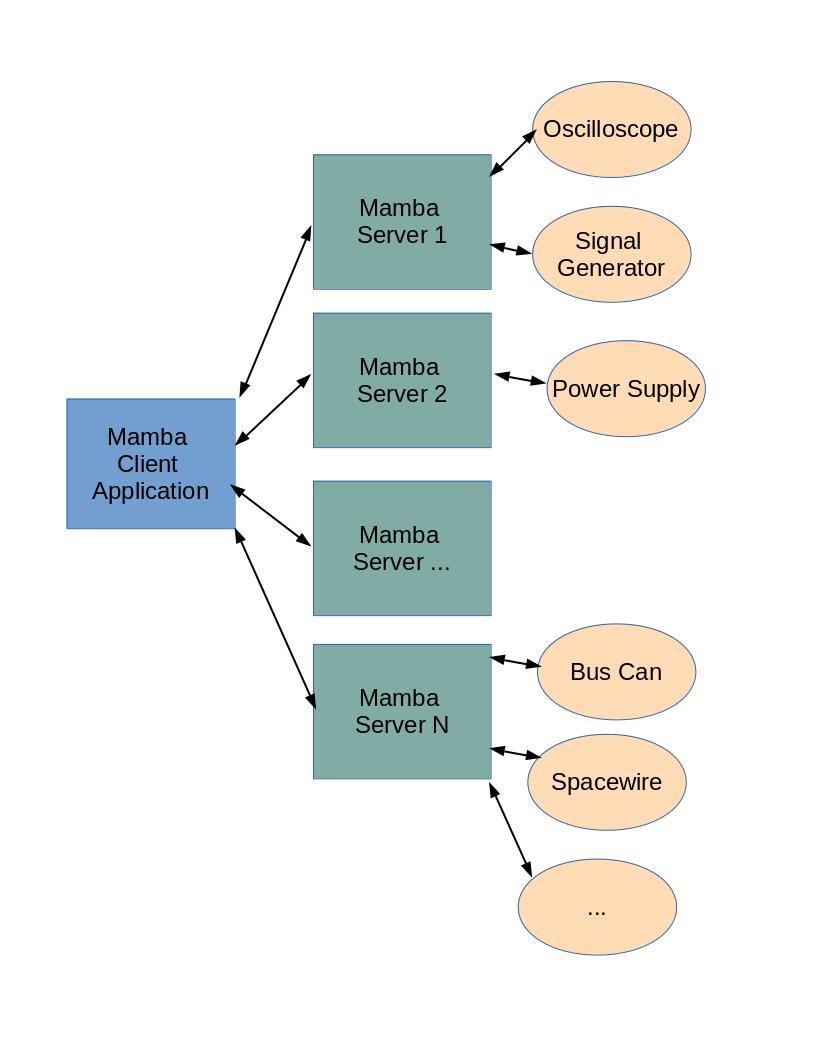 Oscilloscope
Mamba
Server 1
Signal
Generator
Mamba
Server 2
Power Supply
Mamba
Client
Application
Mamba
Server ...
Bus Can
Mamba
Server N
Spacewire
...